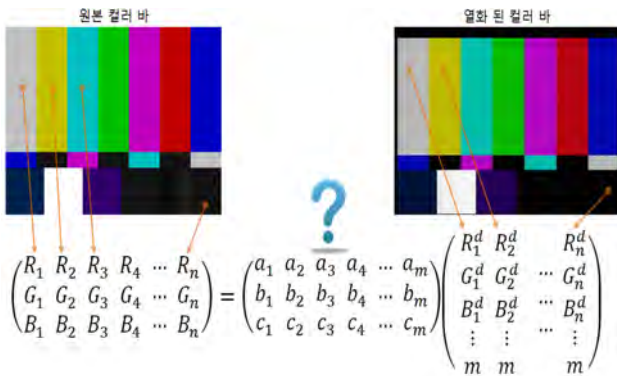 원본 컬러 바
열화 된 컬러 바
?
R₁ R₂ R₃ R₄ ⋯ Rₙ
G₁ G₂ G₃ G₄ ⋯ Gₙ
B₁ B₂ B₃ B₄ ⋯ Bₙ
=
a₁ a₂ a₃ a₄ ⋯ aₘ
b₁ b₂ b₃ b₄ ⋯ bₘ
c₁ c₂ c₃ c₄ ⋯ cₘ
R₁ᵈ R₂ᵈ Rₙᵈ
G₁ᵈ G₂ᵈ ⋯ Gₙᵈ
B₁ᵈ B₂ᵈ ⋯ Bₙᵈ
⋮ ⋮ ⋯ ⋮
m m m